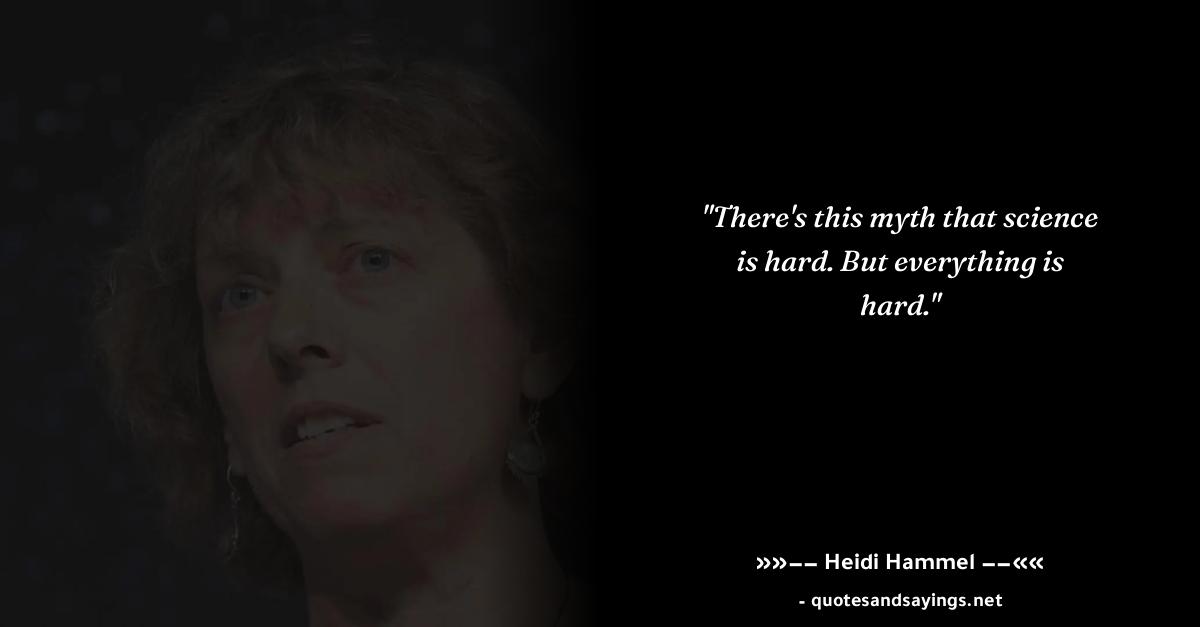 "There's this myth that science
is hard. But everything is
hard."
»»–– Heidi Hammel ––««
- quotesandsayings.net